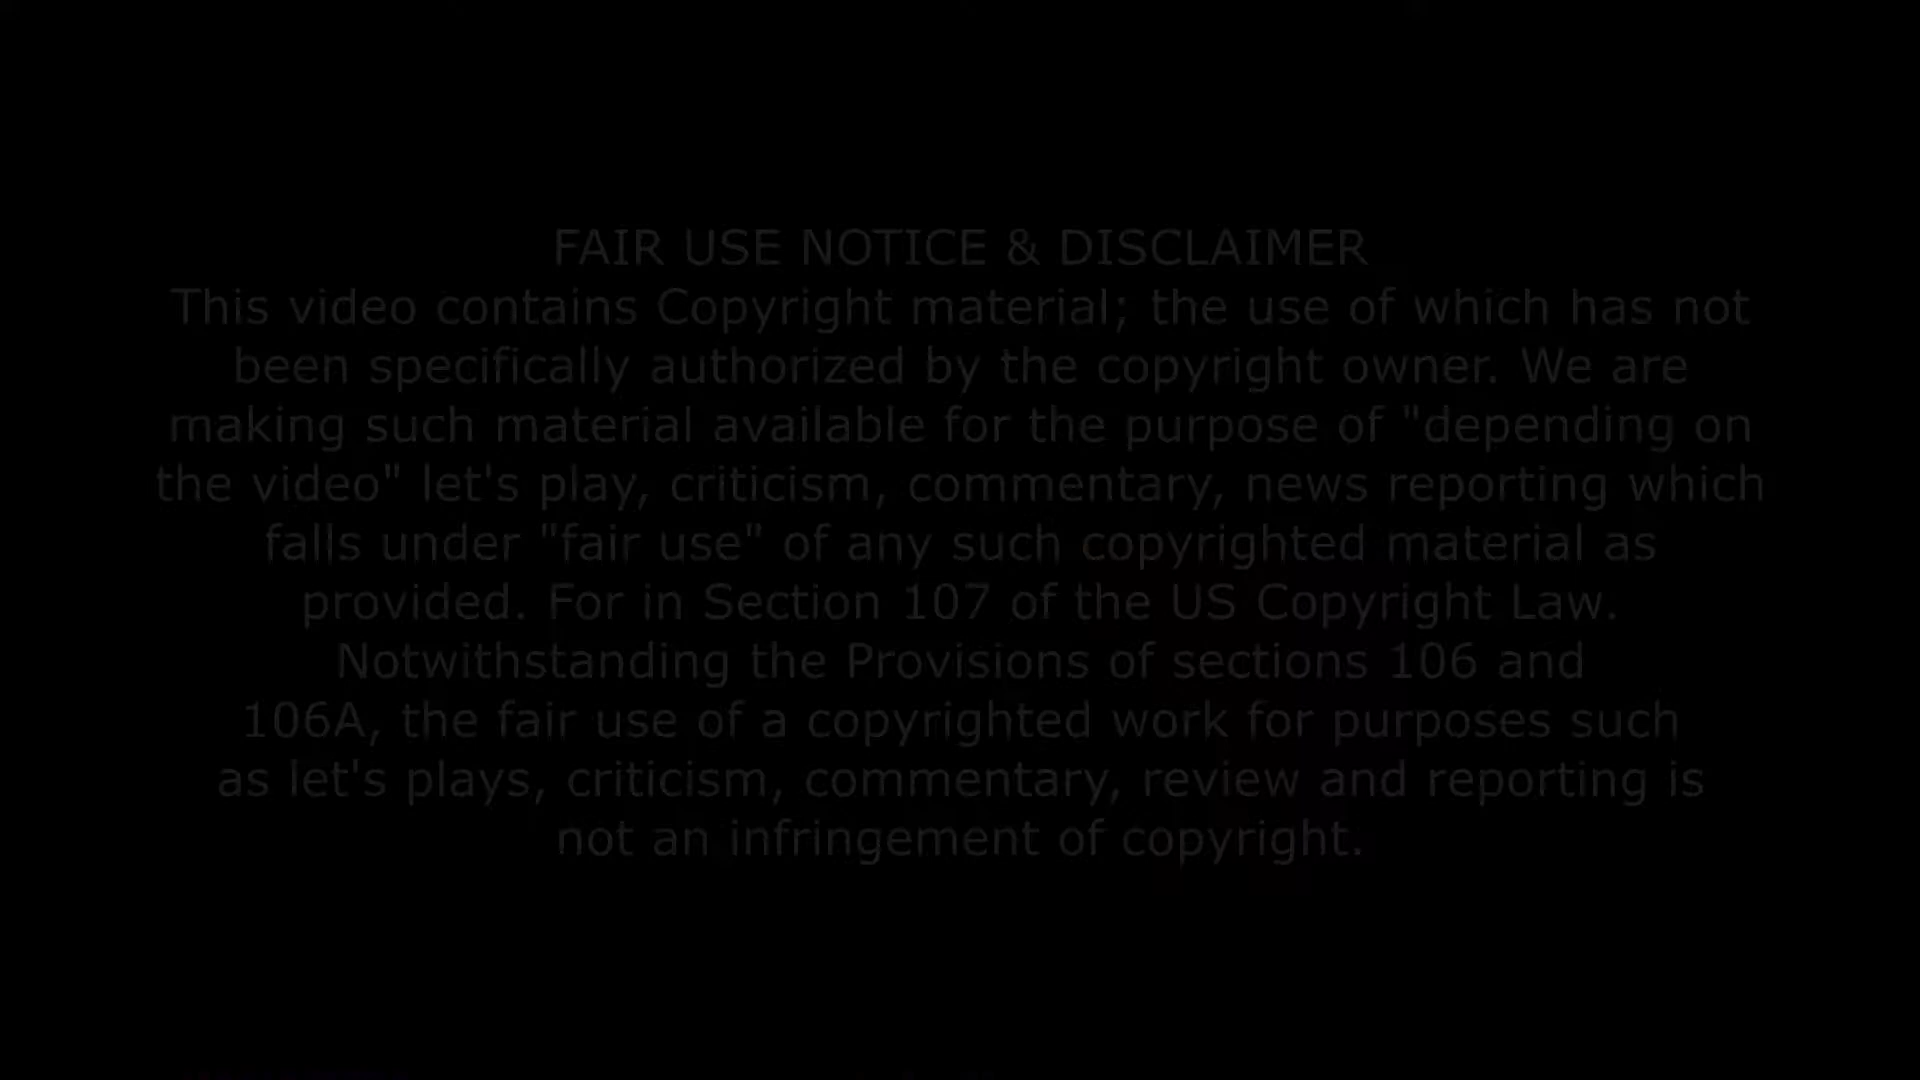 FAIR USE NOTICE & DISCLAIMER
This video contains Copyright material; the use of which has not
been specifically authorized by the copyright owner. We are
making such material available for the purpose of "depending on
the video" let's play, criticism, commentary, news reporting which
falls under "fair use" of any such copyrighted material as
provided. For in Section 107 of the US Copyright Law.
Notwithstanding the Provisions of sections 106 and
106A, the fair use of a copyrighted work for purposes such
as let's plays, criticism, commentary, review and reporting is
not an infringement of copyright.